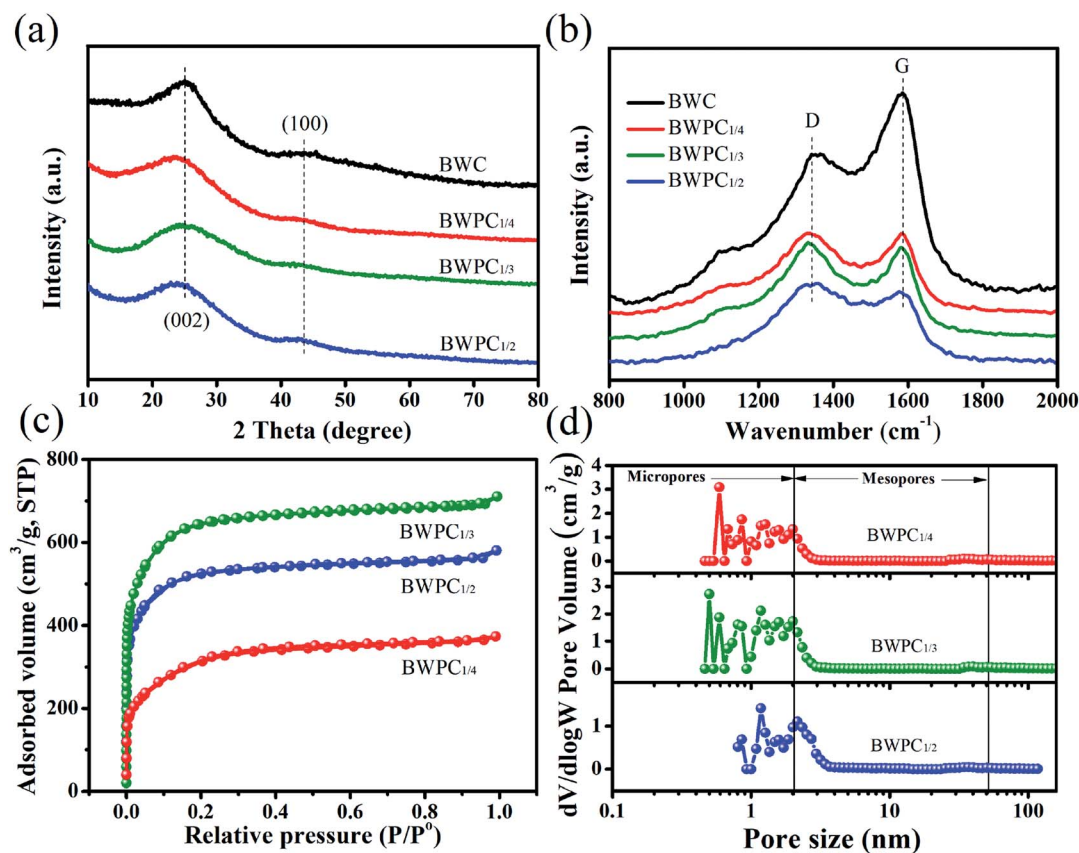 (a)
(100)
BWC
BWPC1/4
BWPC1/3
(002)
BWPC1/2
Intensity (a.u.)
10 20 30 40 50 60 70 80
2 Theta (degree)
(b)
G
D
BWC
BWPC1/4
BWPC1/3
BWPC1/2
Intensity (a.u.)
800 1000 1200 1400 1600 1800 2000
Wavenumber (cm-1)
(c)
800
600
400
200
0
Adsorbed volume (cm3/g, STP)
BWPC1/3
BWPC1/2
BWPC1/4
0.0 0.2 0.4 0.6 0.8 1.0
Relative pressure (P/Po)
(d)
Micropores
Mesopores
4
3
2
1
0
BWPC1/4
3
2
1
0
BWPC1/3
1
0
BWPC1/2
dV/dlogW Pore Volume (cm3/g)
0.1 1 10 100
Pore size (nm)